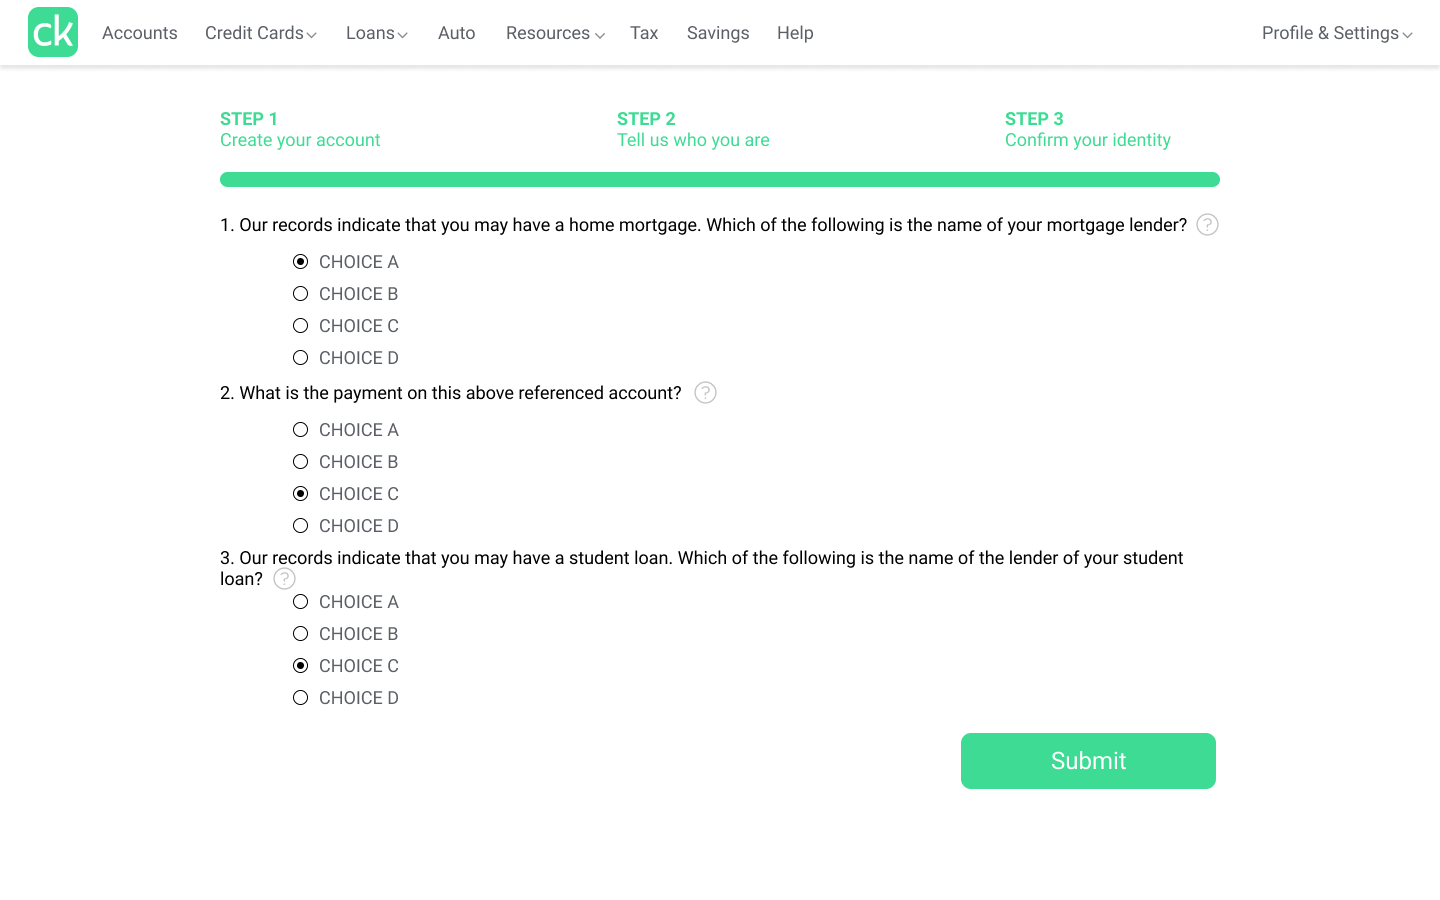 ck Accounts Credit Cards Loans Auto Resources Tax Savings Help Profile & Settings
STEP 1 STEP 2 STEP 3
Create your account Tell us who you are Confirm your identity
1. Our records indicate that you may have a home mortgage. Which of the following is the name of your mortgage lender? ?
CHOICE A
CHOICE B
CHOICE C
CHOICE D
2. What is the payment on this above referenced account? ?
CHOICE A
CHOICE B
CHOICE C
CHOICE D
3. Our records indicate that you may have a student loan. Which of the following is the name of the lender of your student
loan? ?
CHOICE A
CHOICE B
CHOICE C
CHOICE D
Submit